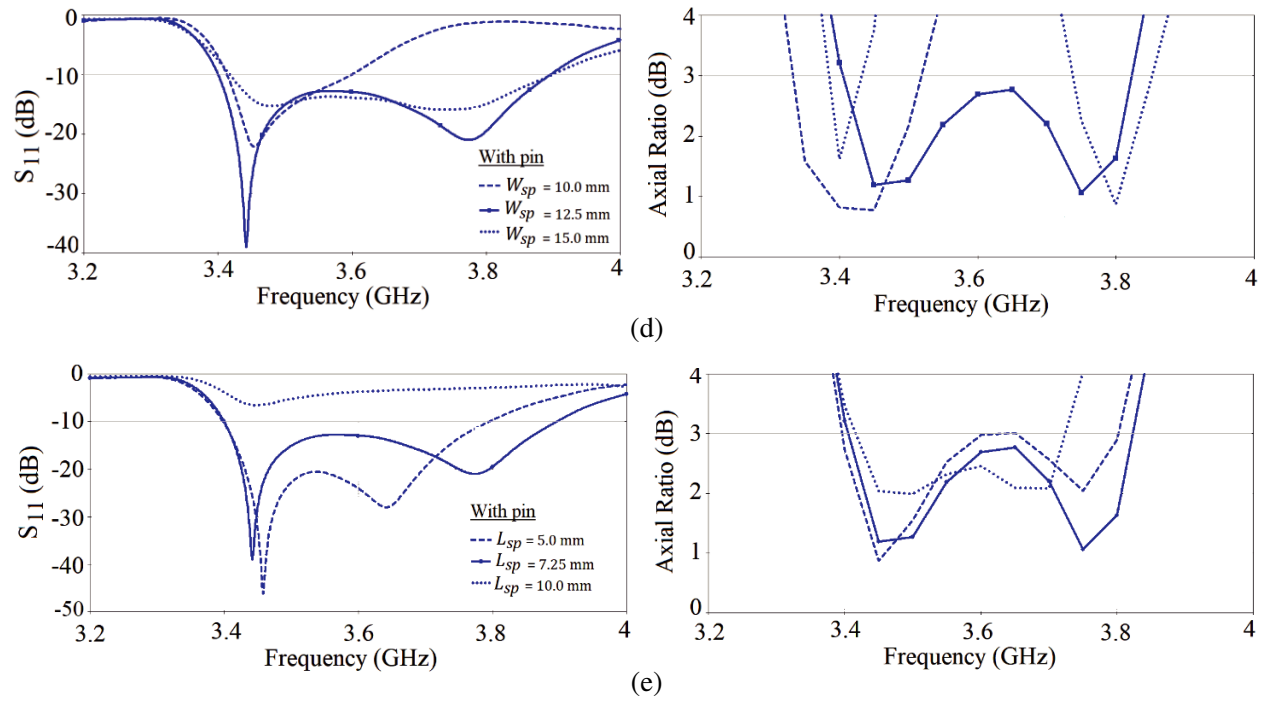 0
-10
-20
-30
-40
S11 (dB)
3.2
3.4
3.6
3.8
4
Frequency (GHz)
With pin
Wsp = 10.0 mm
Wsp = 12.5 mm
Wsp = 15.0 mm
4
3
2
1
0
Axial Ratio (dB)
3.2
3.4
3.6
3.8
4
Frequency (GHz)
(d)
0
-10
-20
-30
-40
-50
S11 (dB)
3.2
3.4
3.6
3.8
4
Frequency (GHz)
With pin
Lsp = 5.0 mm
Lsp = 7.25 mm
Lsp = 10.0 mm
4
3
2
1
0
Axial Ratio (dB)
3.2
3.4
3.6
3.8
4
Frequency (GHz)
(e)